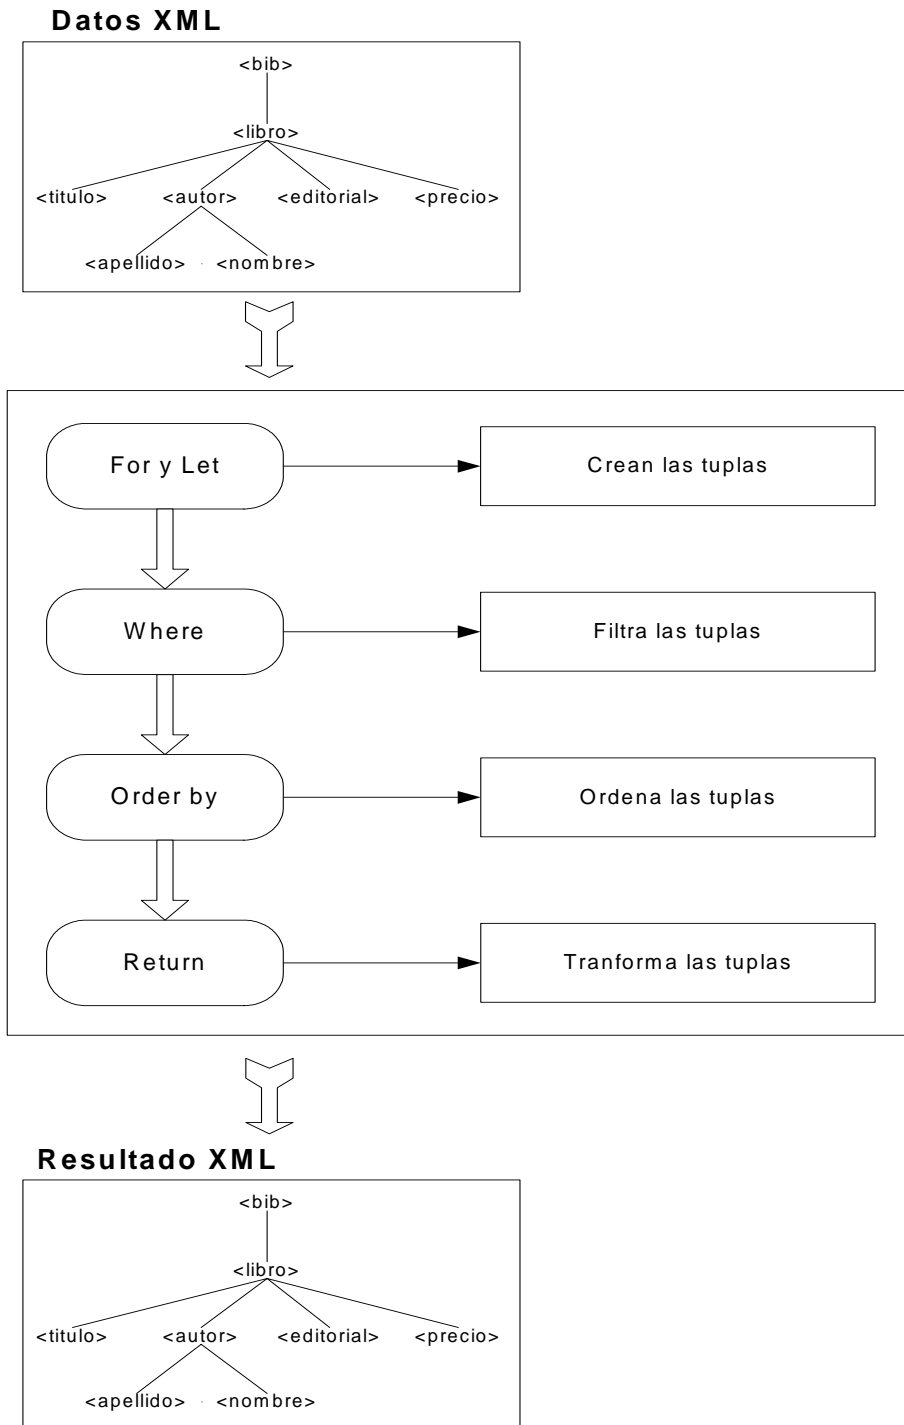 Datos XML
<bib>
<libro>
<titulo> <autor> <editorial> <precio>
<apellido> <nombre>
For y Let
Crean las tuplas
Where
Filtra las tuplas
Order by
Ordena las tuplas
Return
Tranforma las tuplas
Resultado XML
<bib>
<libro>
<titulo> <autor> <editorial> <precio>
<apellido> <nombre>